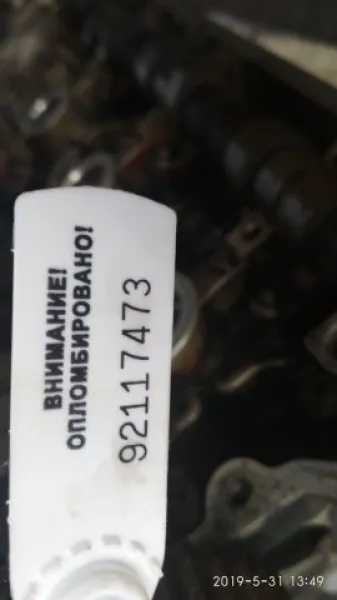 ВНИМАНИЕ!
ОПЛОМБИРОВАНО!
92117473
2019-5-31 13:49